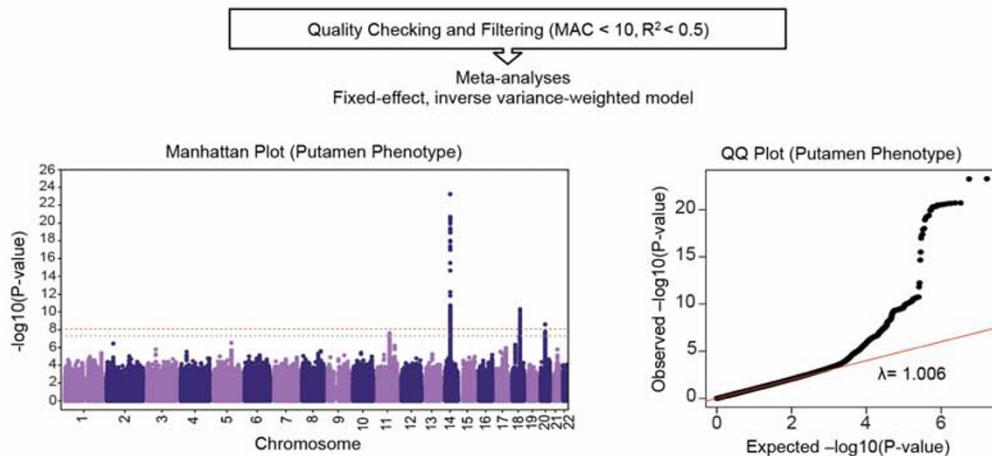 Quality Checking and Filtering (MAC < 10, R² < 0.5)
Meta-analyses
Fixed-effect, inverse variance-weighted model
Manhattan Plot (Putamen Phenotype)
26
24
22
20
18
16
14
12
10
8
6
4
2
0
-log10(P-value)
1 2 3 4 5 6 7 8 9 10 11 12 13 14 15 16 17 18 19 20 21 22
Chromosome
QQ Plot (Putamen Phenotype)
20
15
10
5
0
Observed –log10(P-value)
λ= 1.006
0 2 4 6
Expected –log10(P-value)